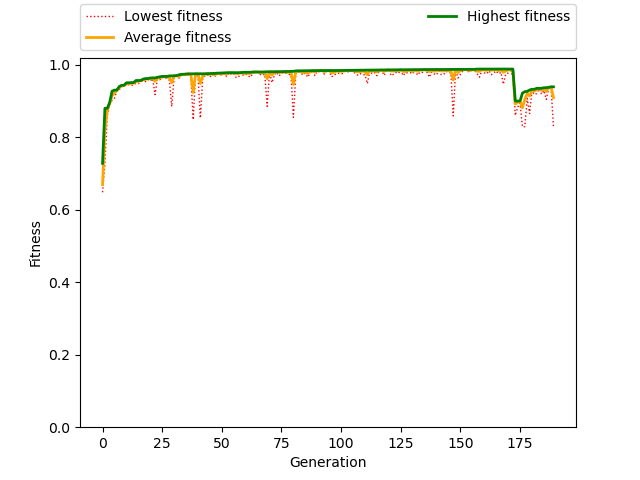 Lowest fitness
Average fitness
Highest fitness
1.0
0.8
0.6
0.4
0.2
0.0
Fitness
0 25 50 75 100 125 150 175
Generation